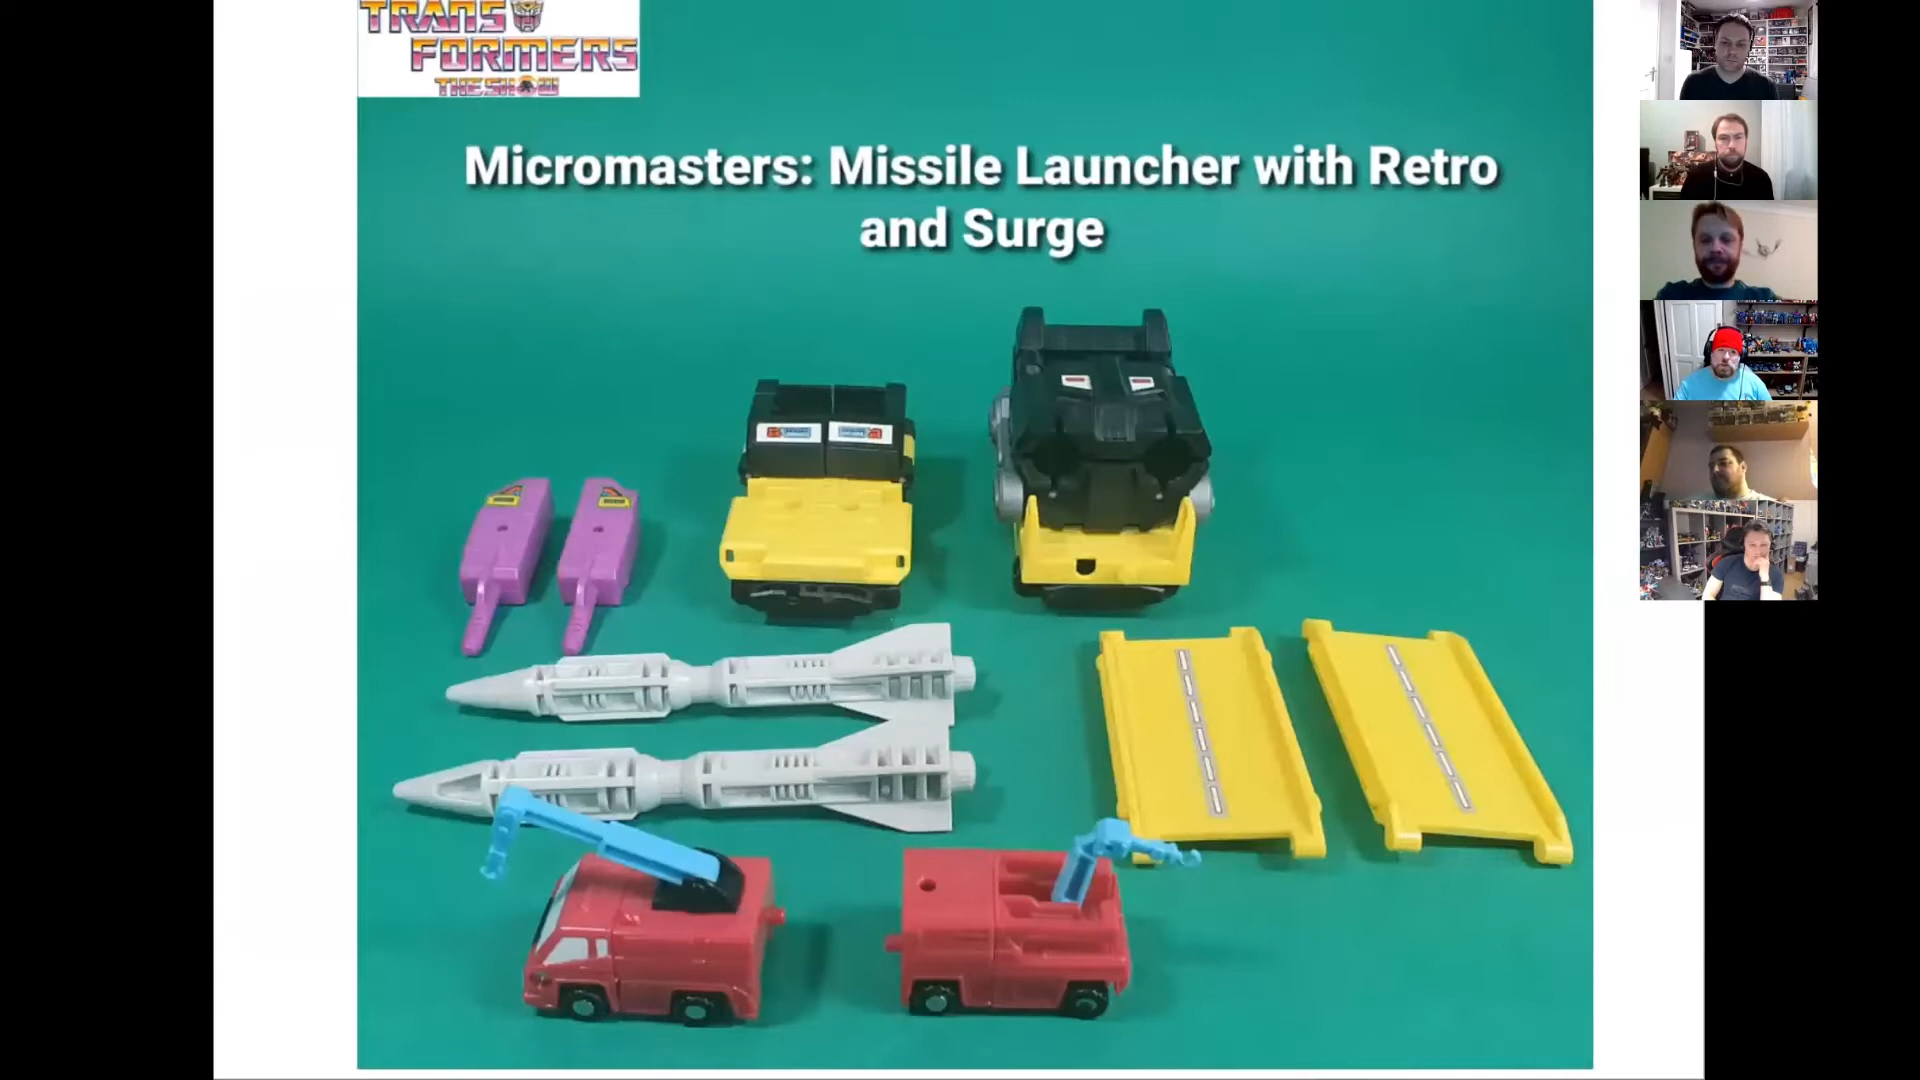 TRANS
FORMERS
THE SHOW
Micromasters: Missile Launcher with Retro
and Surge